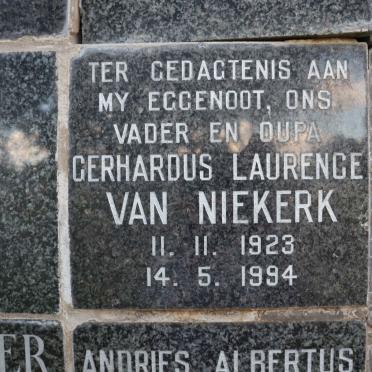 TER GEDAGTENIS AAN
MY EGGENOOT, ONS
VADER EN OUPA
GERHARDUS LAURENCE
VAN NIEKERK
11. 11. 1923
14. 5. 1994
ER
ANDRIES ALBERTUS